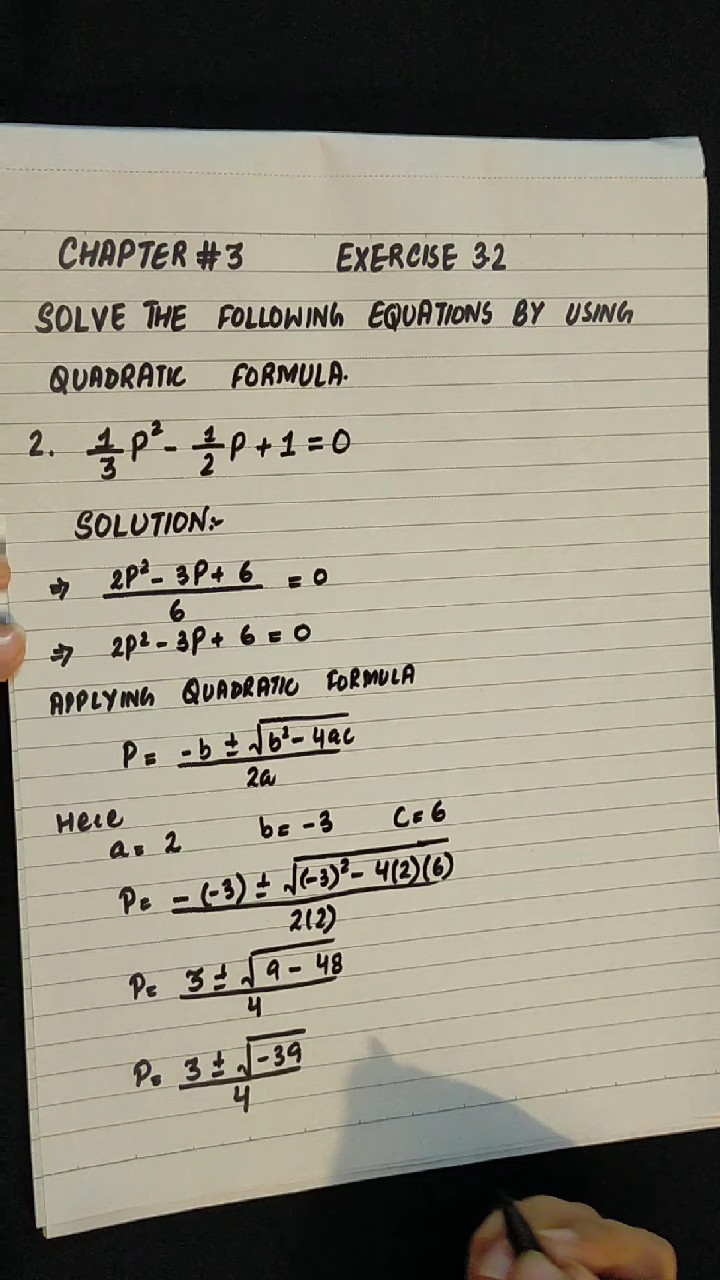 CHAPTER #3 EXERCISE 3.2
SOLVE THE FOLLOWING EQUATIONS BY USING
QUADRATIC FORMULA.
2. 1/3 P² - 1/2 P + 1 = 0
SOLUTION:-
⇒ (2P² - 3P + 6)/6 = 0
⇒ 2P² - 3P + 6 = 0
APPLYING QUADRATIC FORMULA
P = (-b ± √(b² - 4ac))/2a
Here
a = 2 b = -3 C = 6
P = (-(-3) ± √((-3)² - 4(2)(6)))/2(2)
P = (3 ± √(9 - 48))/4
P = (3 ± √(-39))/4